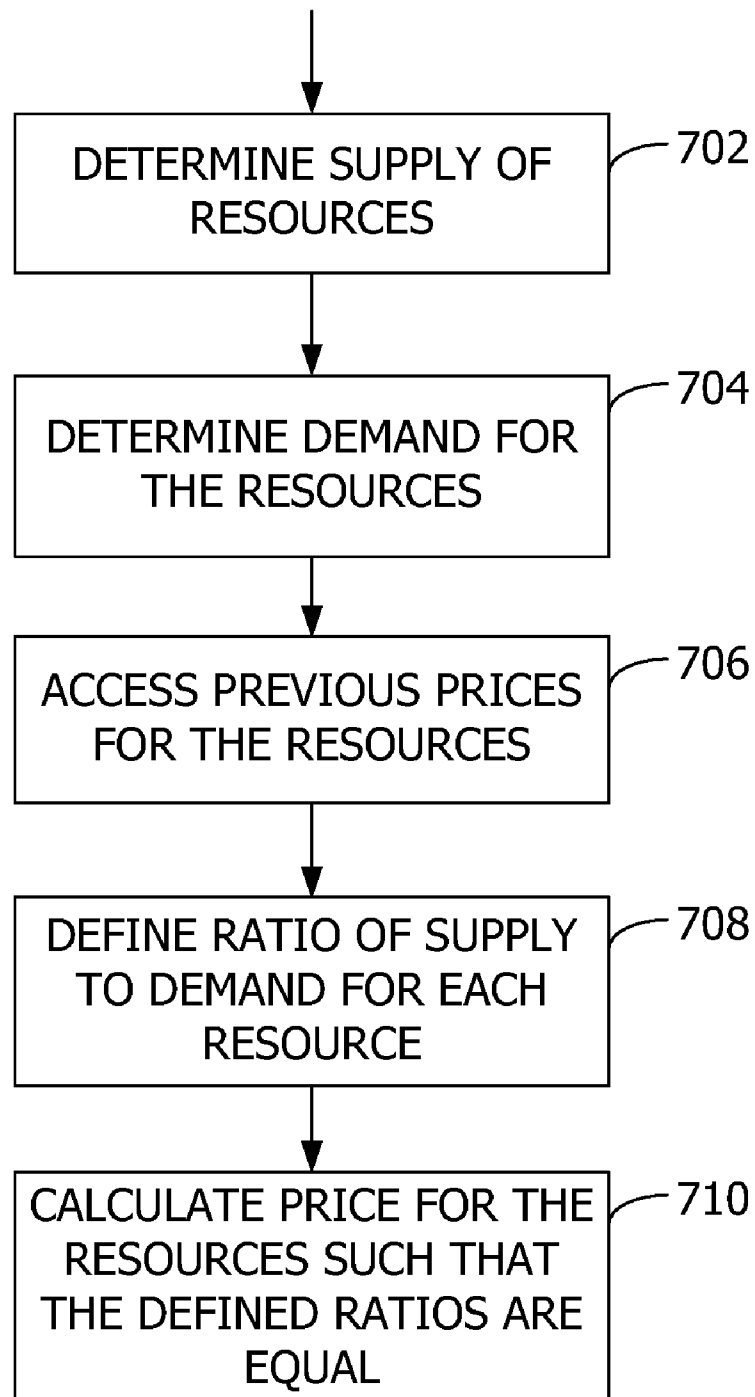 DETERMINE SUPPLY OF
RESOURCES
702
DETERMINE DEMAND FOR
THE RESOURCES
704
ACCESS PREVIOUS PRICES
FOR THE RESOURCES
706
DEFINE RATIO OF SUPPLY
TO DEMAND FOR EACH
RESOURCE
708
CALCULATE PRICE FOR THE
RESOURCES SUCH THAT
THE DEFINED RATIOS ARE
EQUAL
710